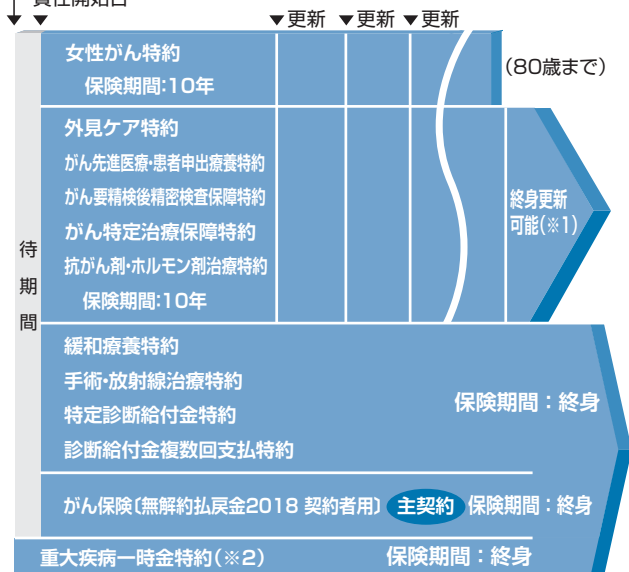 責任開始日
▼更新 ▼更新 ▼更新
女性がん特約
保険期間:10年
(80歳まで)
外見ケア特約
がん先進医療・患者申出療養特約
がん要精検後精密検査保障特約
がん特定治療保障特約
抗がん剤・ホルモン剤治療特約
保険期間:10年
終身更新
可能(※1)
待期間
緩和療養特約
手術・放射線治療特約
特定診断給付金特約
診断給付金複数回支払特約
保険期間：終身
がん保険〔無解約払戻金2018 契約者用〕 主契約 保険期間：終身
重大疾病一時金特約(※2) 保険期間：終身